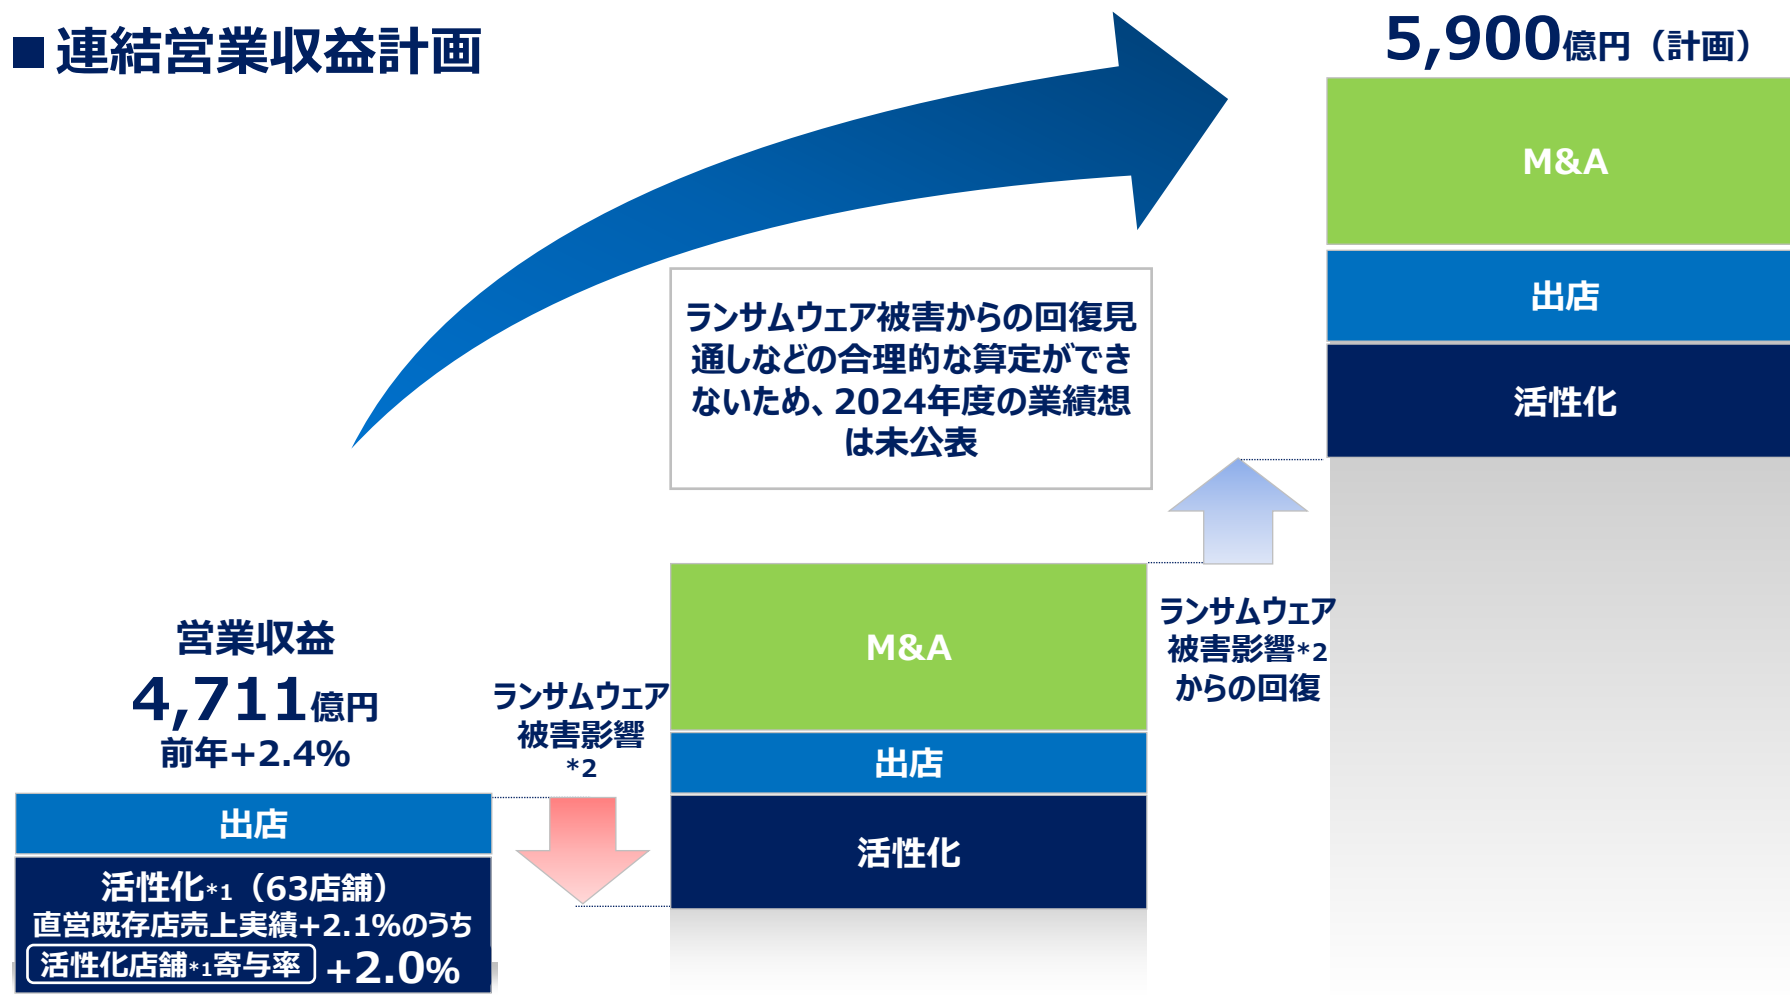 ■連結営業収益計画
5,900億円（計画）
M&A
出店
活性化
ランサムウェア被害からの回復見
通しなどの合理的な算定ができ
ないため、2024年度の業績想
は未公表
営業収益
4,711億円
前年+2.4%
出店
活性化*1（63店舗）
直営既存店売上実績+2.1%のうち
活性化店舗*1寄与率 +2.0%
ランサムウェア
被害影響
*2
M&A
出店
活性化
ランサムウェア
被害影響*2
からの回復